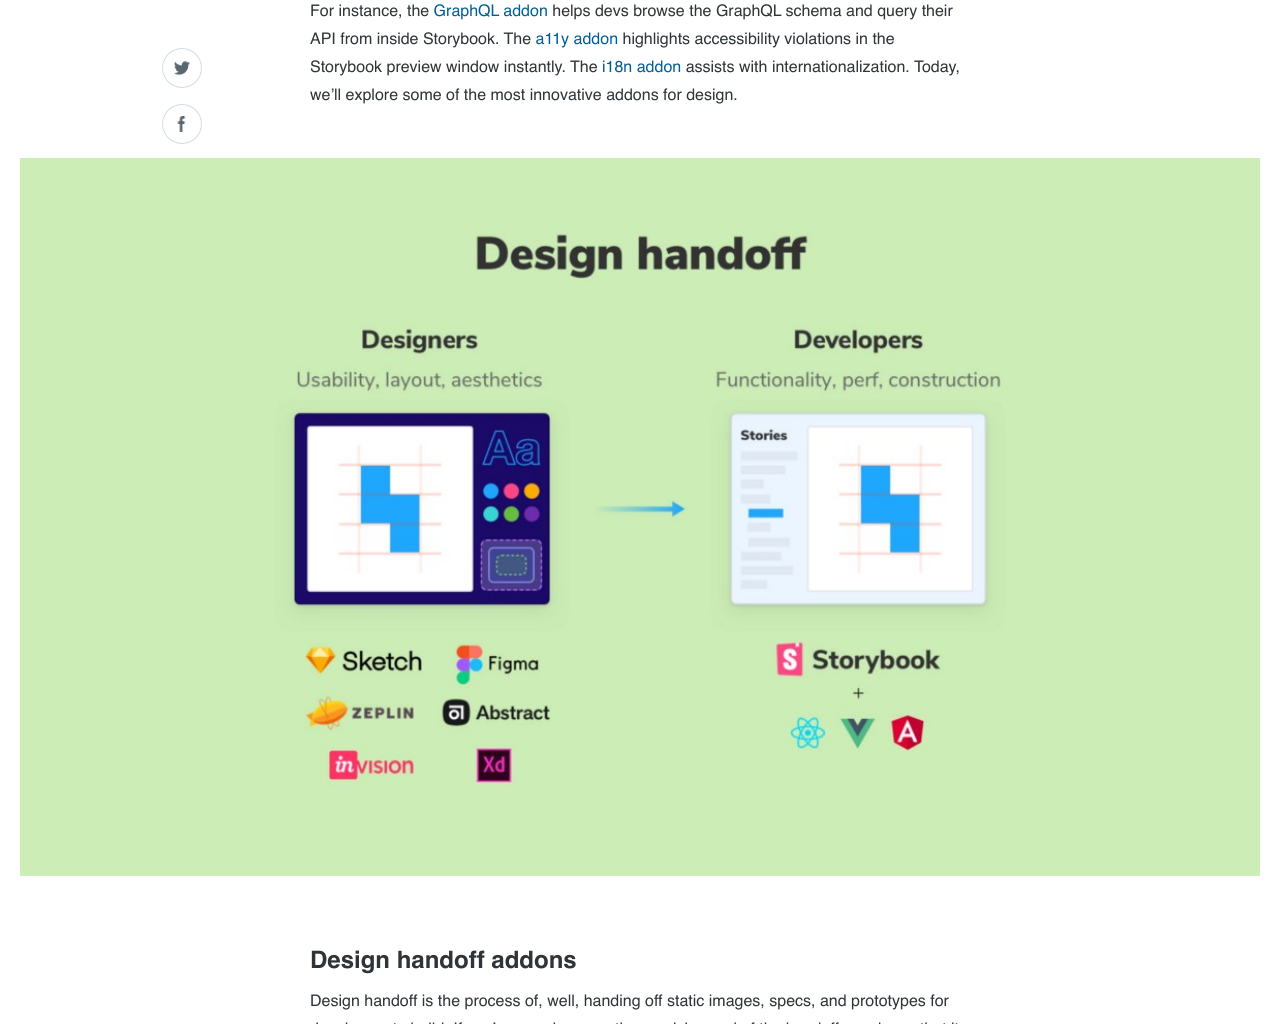 For instance, the GraphQL addon helps devs browse the GraphQL schema and query their
API from inside Storybook. The a11y addon highlights accessibility violations in the
Storybook preview window instantly. The i18n addon assists with internationalization. Today,
we’ll explore some of the most innovative addons for design.
Design handoff
Designers
Usability, layout, aesthetics
Aa
Developers
Functionality, perf, construction
Stories
Sketch
Figma
ZEPLIN
Abstract
invision
Xd
S Storybook
+
A
Design handoff addons
Design handoff is the process of, well, handing off static images, specs, and prototypes for